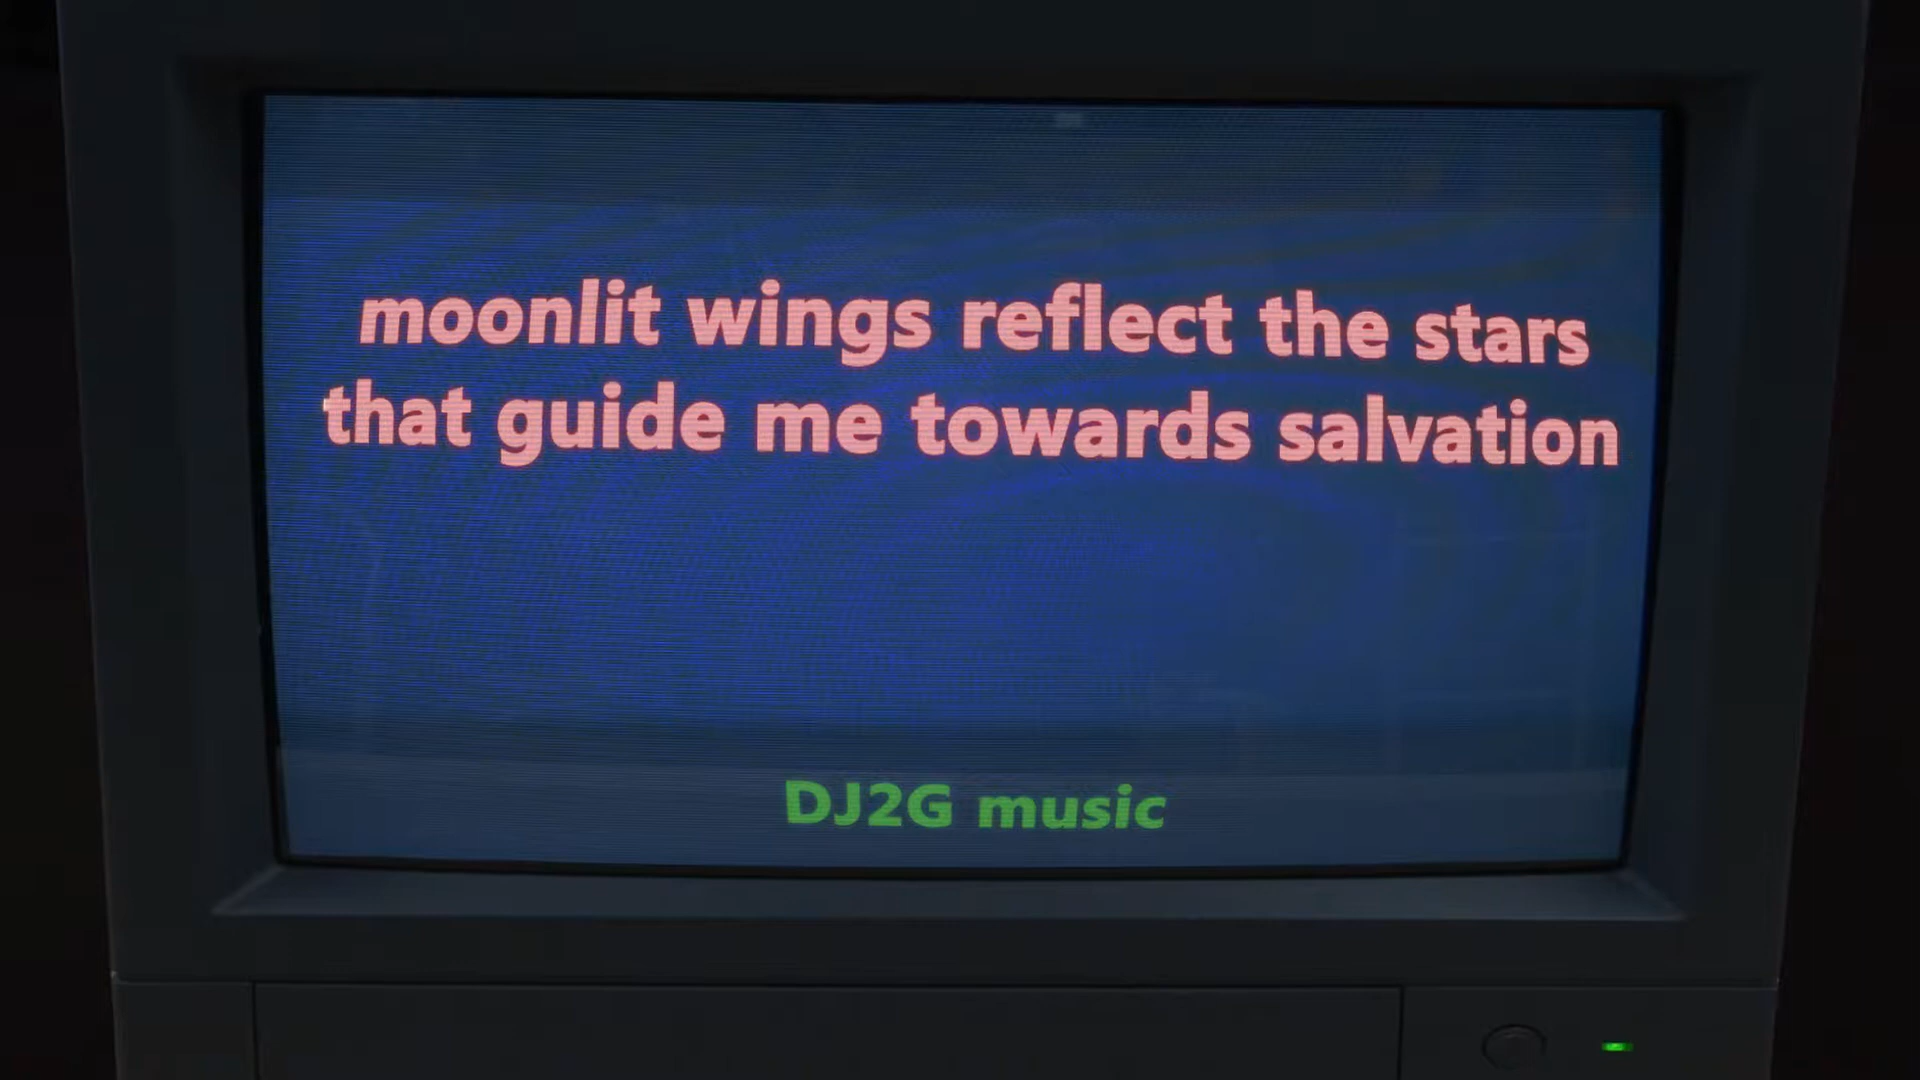 moonlit wings reflect the stars
that guide me towards salvation
DJ2G music